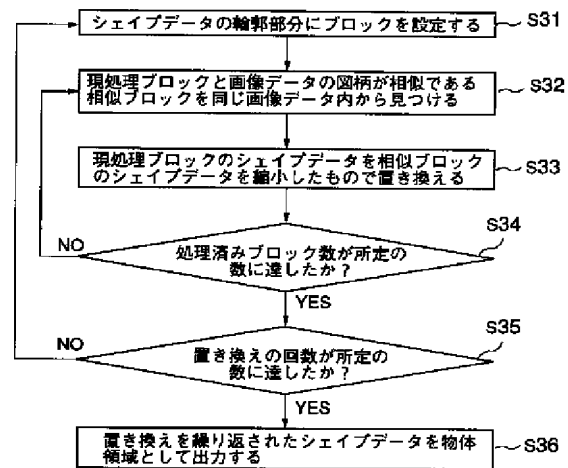 シェイプデータの輪郭部分にブロックを設定する
S31
現処理ブロックと画像データの図柄が相似である
相似ブロックを同じ画像データ内から見つける
S32
現処理ブロックのシェイプデータを相似ブロック
のシェイプデータを縮小したもので置き換える
S33
処理済みブロック数が所定の
数に達したか？
S34
NO
YES
置き換えの回数が所定の
数に達したか？
S35
NO
YES
置き換えを繰り返されたシェイプデータを物体
領域として出力する
S36